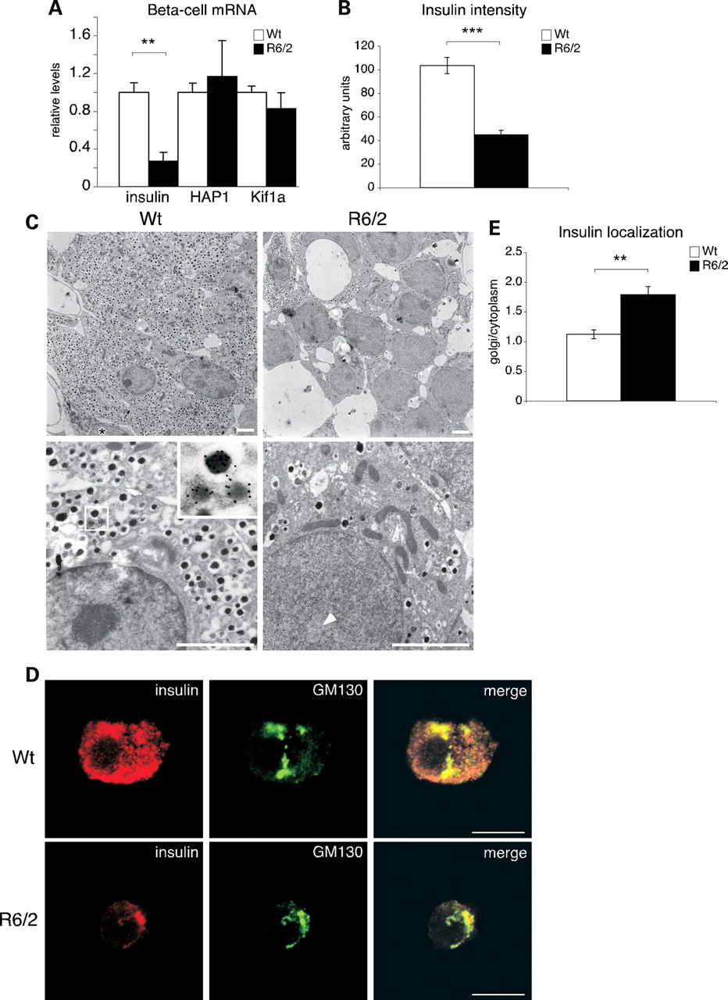 A
Beta-cell mRNA
relative levels
1.6
1.2
0.8
0.4
0
**
Wt
R6/2
insulin HAP1 Kif1a
B
Insulin intensity
arbitrary units
120
100
80
60
40
20
0
***
Wt
R6/2
C
Wt
R6/2
*
E
Insulin localization
golgi/cytoplasm
2.5
2.0
1.5
1.0
0.5
0
**
Wt
R6/2
D
Wt
insulin
GM130
merge
R6/2
insulin
GM130
merge